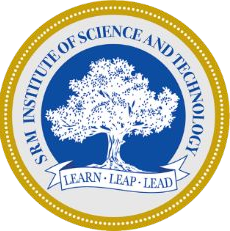 SRM INSTITUTE OF SCIENCE AND TECHNOLOGY
LEARN · LEAP · LEAD